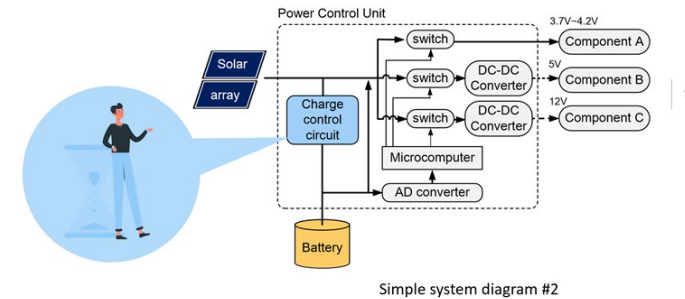 Power Control Unit
3.7V~4.2V
switch
Component A
Solar
array
5V
switch
DC-DC
Converter
Component B
Charge
control
circuit
12V
switch
DC-DC
Converter
Component C
Microcomputer
AD converter
Battery
Simple system diagram #2